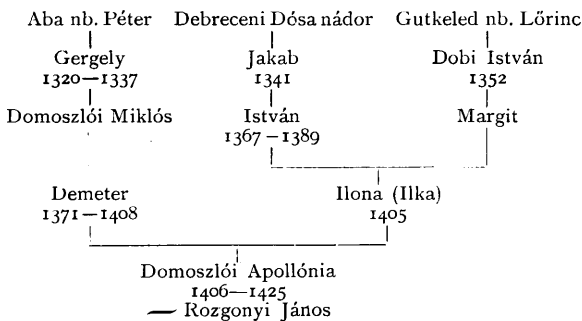 Aba nb. Péter Debreceni Dósa nádor Gutkeled nb. Lőrinc
Gergely Jakab Dobi István
1320—1337 1341 1352
Domoszlói Miklós István Margit
1367—1389
Demeter Ilona (Ilka)
1371—1408 1405
Domoszlói Apollónia
1406—1425
— Rozgonyi János